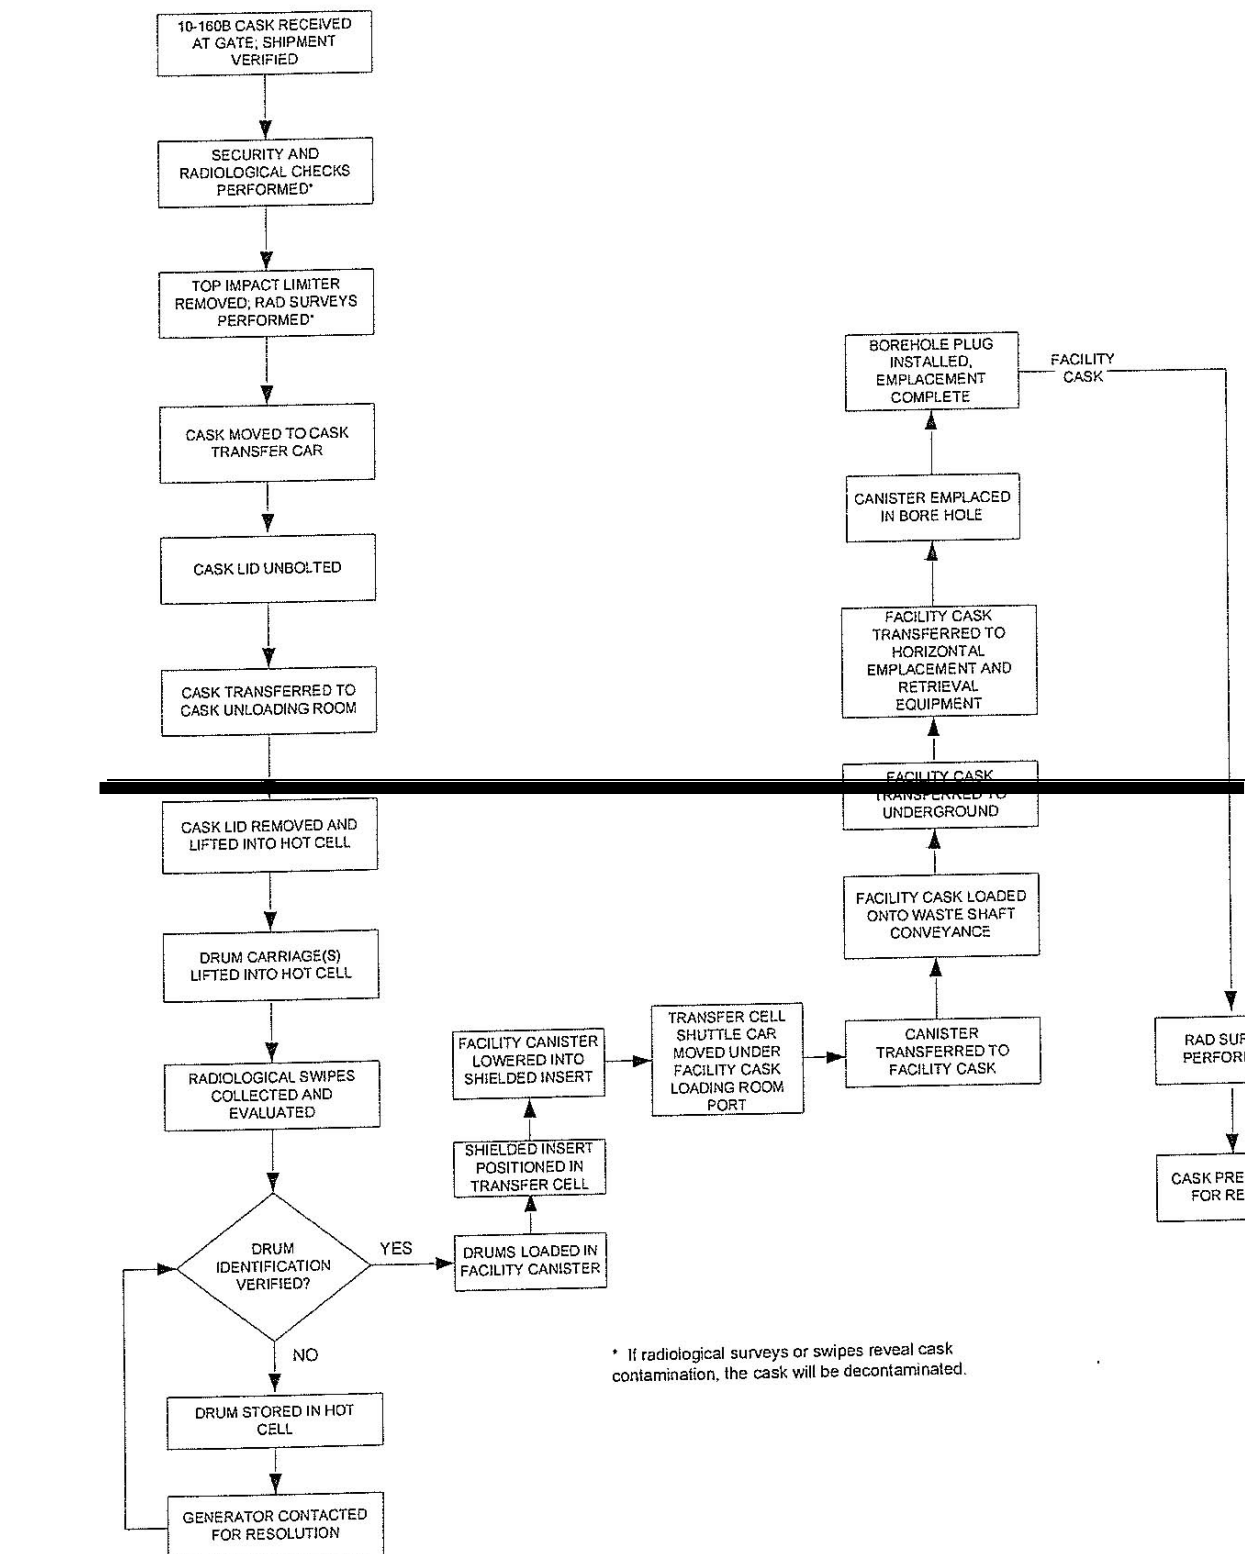 10-160B CASK RECEIVED
AT GATE; SHIPMENT
VERIFIED
SECURITY AND
RADIOLOGICAL CHECKS
PERFORMED*
TOP IMPACT LIMITER
REMOVED; RAD SURVEYS
PERFORMED*
CASK MOVED TO CASK
TRANSFER CAR
CASK LID UNBOLTED
CASK TRANSFERRED TO
CASK UNLOADING ROOM
CASK LID REMOVED AND
LIFTED INTO HOT CELL
DRUM CARRIAGE(S)
LIFTED INTO HOT CELL
RADIOLOGICAL SWIPES
COLLECTED AND
EVALUATED
DRUM
IDENTIFICATION
VERIFIED?
YES
NO
DRUM STORED IN HOT
CELL
GENERATOR CONTACTED
FOR RESOLUTION
DRUMS LOADED IN
FACILITY CANISTER
SHIELDED INSERT
POSITIONED IN
TRANSFER CELL
FACILITY CANISTER
LOWERED INTO
SHIELDED INSERT
TRANSFER CELL
SHUTTLE CAR
MOVED UNDER
FACILITY CASK
LOADING ROOM
PORT
CANISTER
TRANSFERRED TO
FACILITY CASK
FACILITY CASK LOADED
ONTO WASTE SHAFT
CONVEYANCE
FACILITY CASK
TRANSFERRED TO
UNDERGROUND
FACILITY CASK
TRANSFERRED TO
HORIZONTAL
EMPLACEMENT AND
RETRIEVAL
EQUIPMENT
CANISTER EMPLACED
IN BORE HOLE
BOREHOLE PLUG
INSTALLED,
EMPLACEMENT
COMPLETE
FACILITY
CASK
RAD
CASK
FOR
* If radiological surveys or swipes reveal cask
contamination, the cask will be decontaminated.